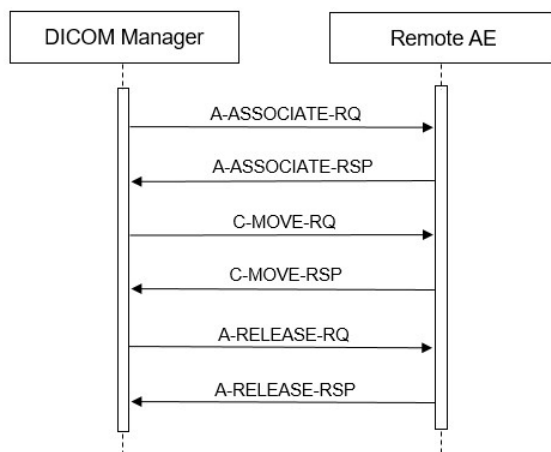 DICOM Manager
Remote AE
A-ASSOCIATE-RQ
A-ASSOCIATE-RSP
C-MOVE-RQ
C-MOVE-RSP
A-RELEASE-RQ
A-RELEASE-RSP